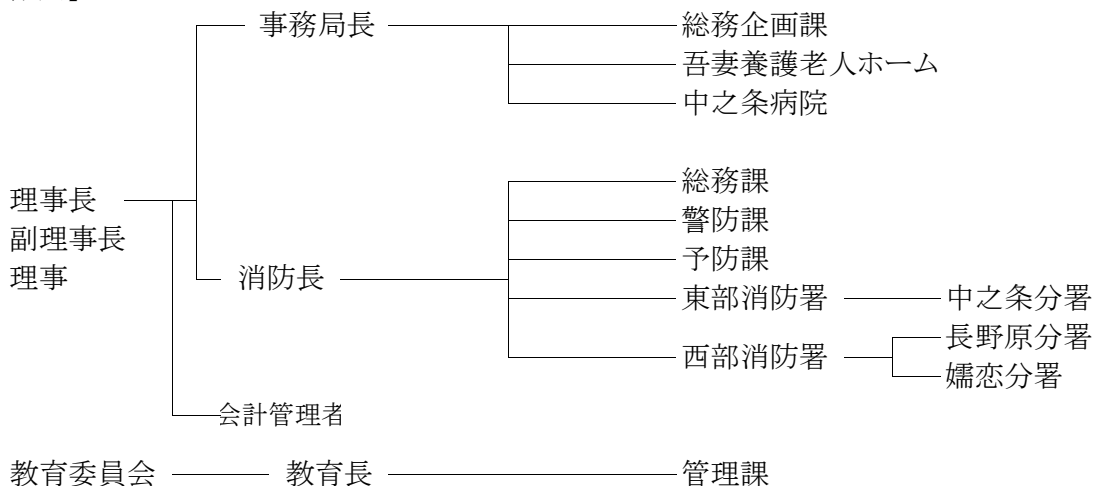 事務局長 総務企画課
吾妻養護老人ホーム
中之条病院
総務課
理事長
警防課
副理事長
予防課
理事 消防長
東部消防署 中之条分署
長野原分署
西部消防署
嬬恋分署
会計管理者
教育委員会 教育長 管理課